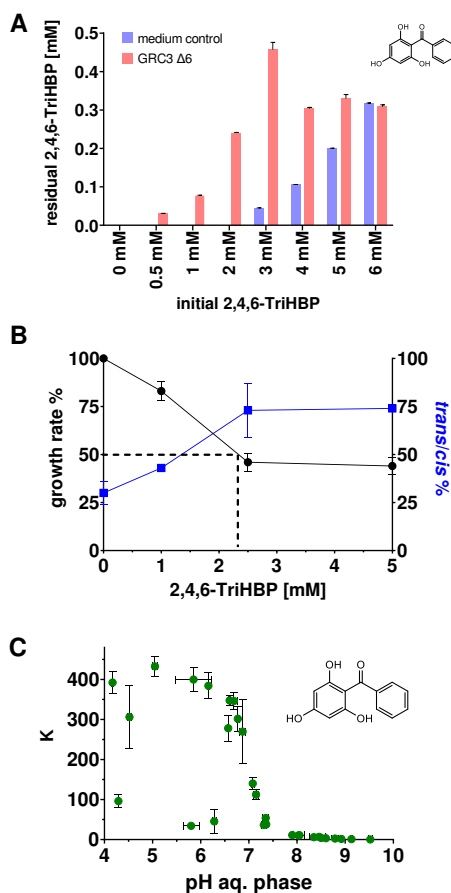 A
medium control
GRC3 Δ6
OH
O
HO
OH
residual 2,4,6-TriHBP [mM]
0.5
0.4
0.3
0.2
0.1
0.0
0 mM
0.5 mM
1 mM
2 mM
3 mM
4 mM
5 mM
6 mM
initial 2,4,6-TriHBP
B
growth rate %
100
75
50
25
0
100
75
50
25
0
trans/cis %
0
1
2
3
4
5
2,4,6-TriHBP [mM]
C
OH
O
HO
OH
K
400
300
200
100
0
4
5
6
7
8
9
10
pH aq. phase